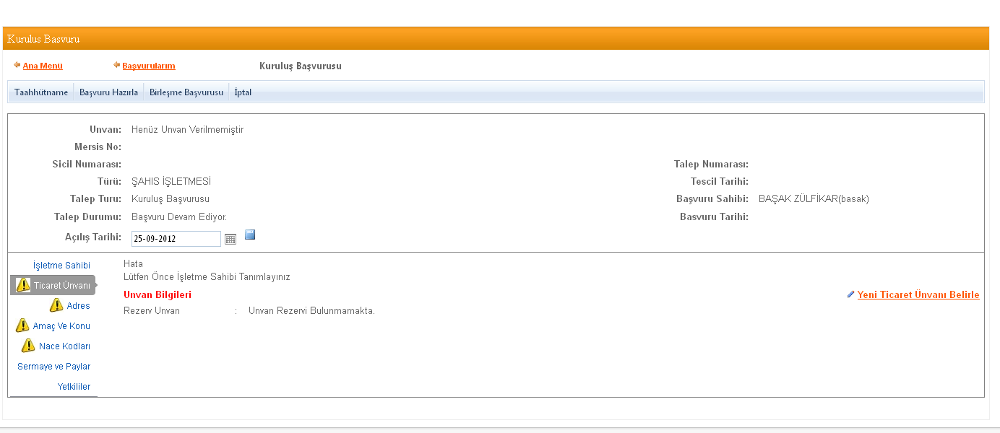 Kurulus Basvuru
Ana Menü Başvurularım Kuruluş Başvurusu
Taahhütname Başvuru Hazırla Birleşme Başvurusu İptal
Unvan: Henüz Unvan Verilmemiştir
Mersis No:
Sicil Numarası: Talep Numarası:
Türü: ŞAHIS İŞLETMESİ Tescil Tarihi:
Talep Turu: Kuruluş Başvurusu Başvuru Sahibi: BAŞAK ZÜLFİKAR(basak)
Talep Durumu: Başvuru Devam Ediyor. Basvuru Tarihi:
Açılış Tarihi: 25-09-2012
İşletme Sahibi
Ticaret Ünvanı
Adres
Amaç Ve Konu
Nace Kodları
Sermaye ve Paylar
Yetkililer
Hata
Lütfen Önce İşletme Sahibi Tanımlayınız
Unvan Bilgileri Yeni Ticaret Ünvanı Belirle
Rezerv Unvan : Unvan Rezervi Bulunmamakta.